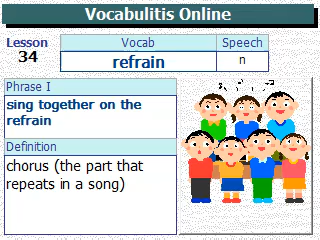 Vocabulitis Online
Lesson
34
Vocab
Speech
refrain
n
Phrase I
sing together on the
refrain
Definition
chorus (the part that
repeats in a song)